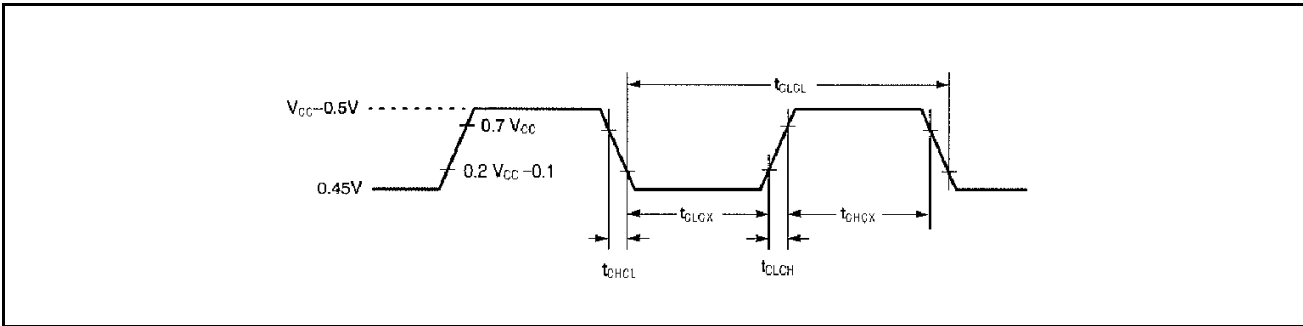 tCLCL
VCC–0.5V
0.7 VCC
0.2 VCC –0.1
0.45V
tCLCX
tCHCX
tCHCL
tCLCH